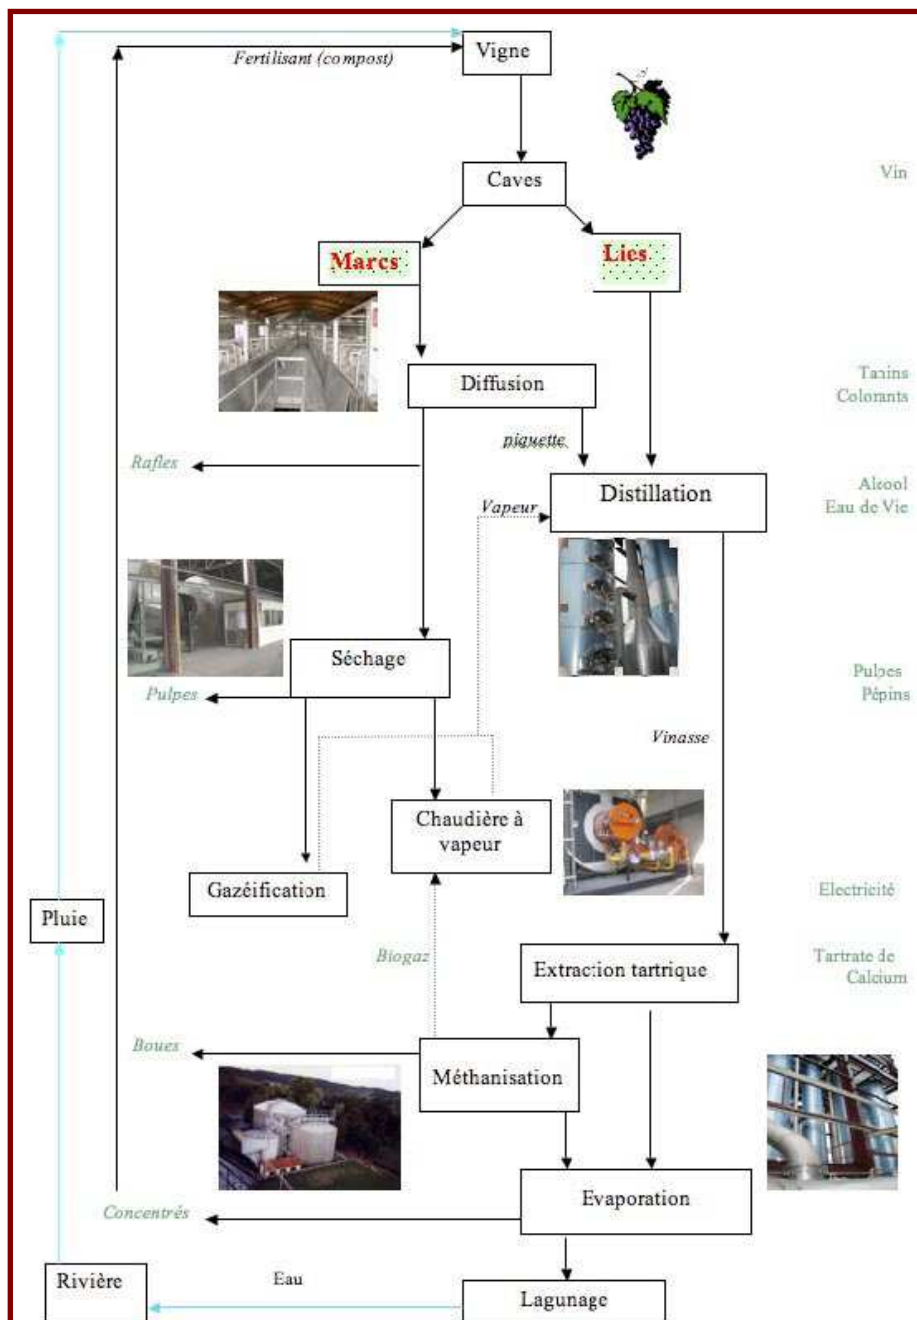 Vigne
Fertilisant (compost)
Caves
Vin
Marcs
Lies
Diffusion
Tanins
Colorants
piquette
Rafles
Distillation
Alcool
Eau de Vie
Vapeur
Séchage
Pulpes
Pulpes
Pépins
Vinasse
Chaudière à
vapeur
Gazéification
Electricité
Pluie
Biogaz
Extraction tartrique
Tartrate de
Calcium
Boues
Méthanisation
Evaporation
Concentrés
Rivière
Eau
Lagunage